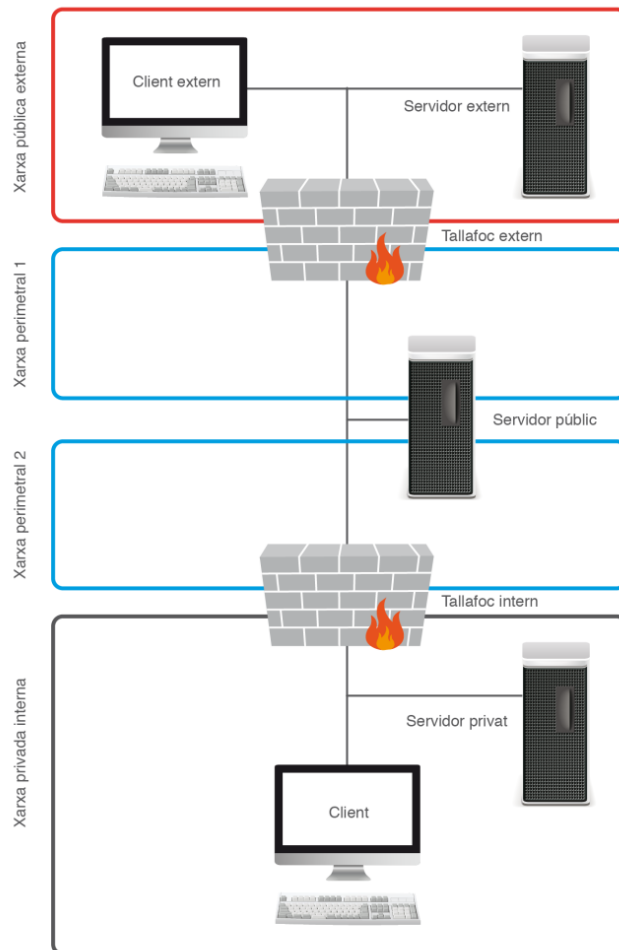 Xarxa pública externa
Client extern
Servidor extern
Tallafoc extern
Xarxa perimetral 1
Servidor públic
Xarxa perimetral 2
Tallafoc intern
Xarxa privada interna
Servidor privat
Client